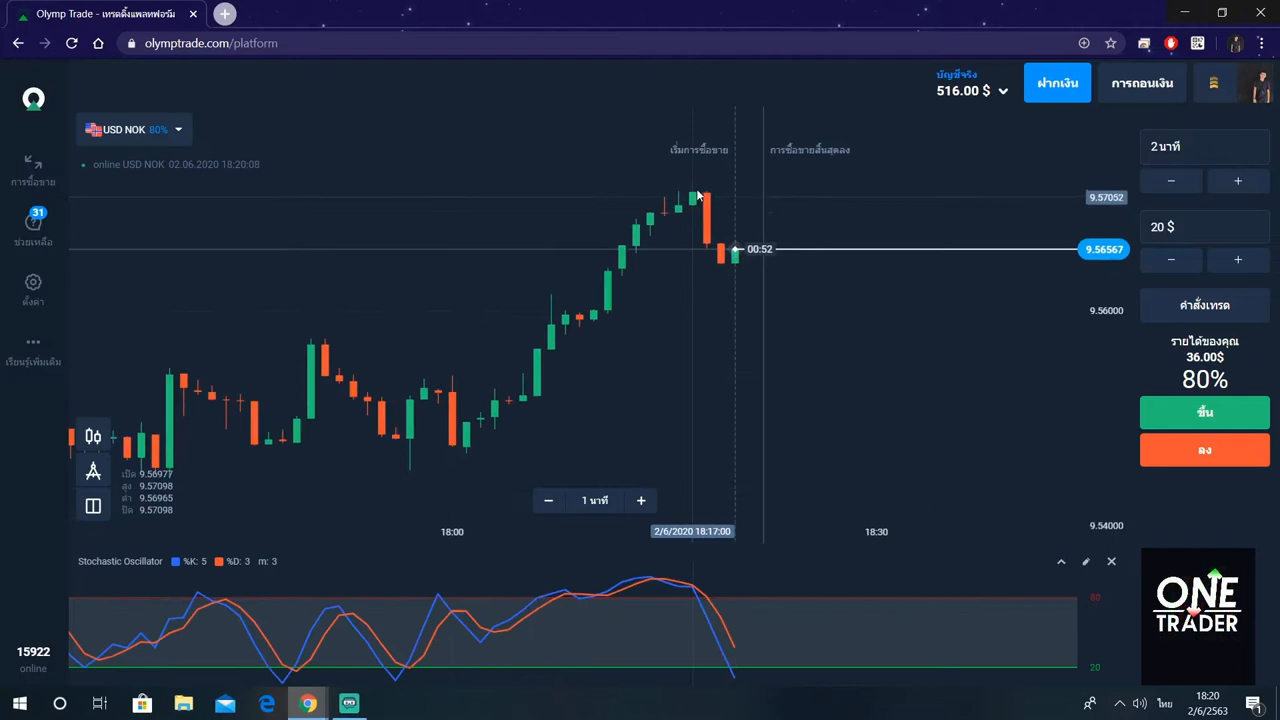 Olymp Trade - เทรดดิ้งแพลทฟอร์ม
olymptrade.com/platform
บัญชีจริง
516.00 $
ฝากเงิน
การถอนเงิน
USD NOK 80%
online USD NOK 02.06.2020 18:20:08
เริ่มการซื้อขาย
การซื้อขายสิ้นสุดลง
การซื้อขาย
31
ช่วยเหลือ
ตั้งค่า
เรียนรู้เพิ่มเติม
9.57052
00:52
9.56567
9.56000
9.54000
2 นาที
20 $
คำสั่งเทรด
รายได้ของคุณ
36.00$
80%
ขึ้น
ลง
เปิด 9.56977
สูง 9.57098
ต่ำ 9.56965
ปิด 9.57098
1 นาที
18:00
2/6/2020 18:17:00
18:30
Stochastic Oscillator %K: 5 %D: 3 m: 3
80
20
ONE
TRADER
15922
online
ไทย
18:20
2/6/2563
1